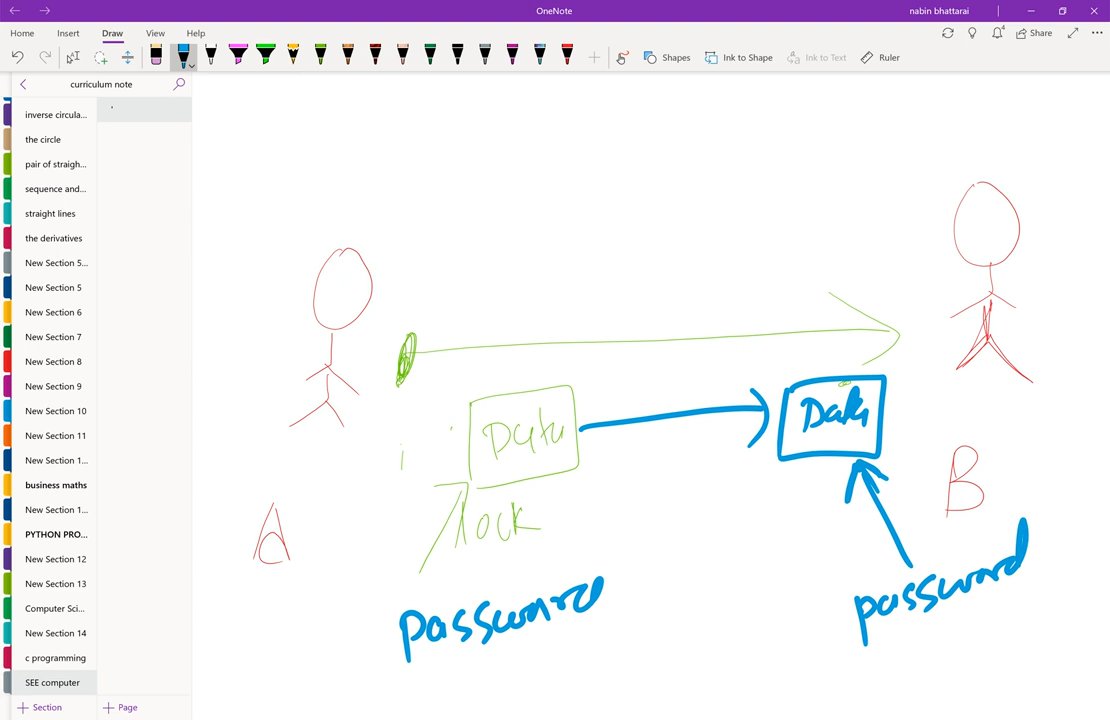 OneNote
nabin bhattarai
Home
Insert
Draw
View
Help
4
Share
Shapes
Ink to Shape
Ink to Text
Ruler
curriculum note
inverse circula...
the circle
pair of straigh...
sequence and...
straight lines
the derivatives
New Section 5...
New Section 5
New Section 6
New Section 7
New Section 8
New Section 9
New Section 10
New Section 11
New Section 1...
business maths
New Section 1...
PYTHON PRO...
New Section 12
New Section 13
Computer Sci...
New Section 14
c programming
SEE computer
Section
Page
Data
Data
lock
A
B
password
password